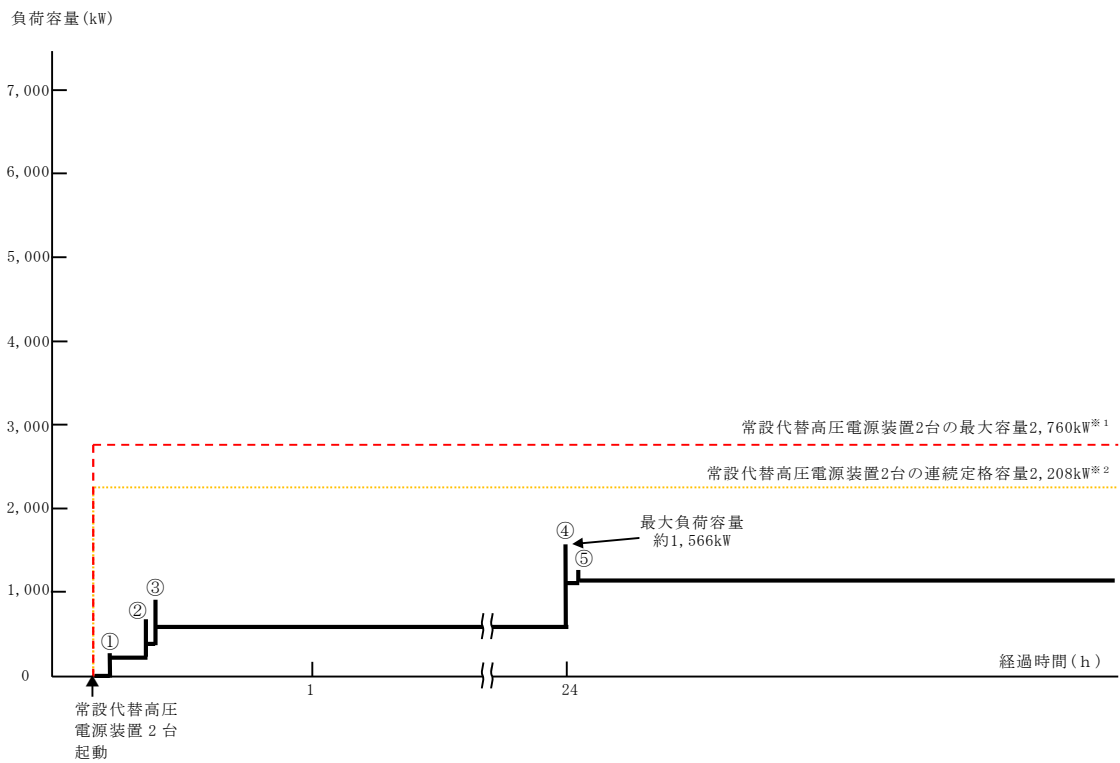 負荷容量(kW)
7,000
6,000
5,000
4,000
3,000
常設代替高圧電源装置2台の最大容量2,760kW※1
常設代替高圧電源装置2台の連続定格容量2,208kW※2
2,000
④
最大負荷容量
約1,566kW
⑤
1,000
③
②
①
0
経過時間(h)
1
24
常設代替高圧
電源装置2台
起動